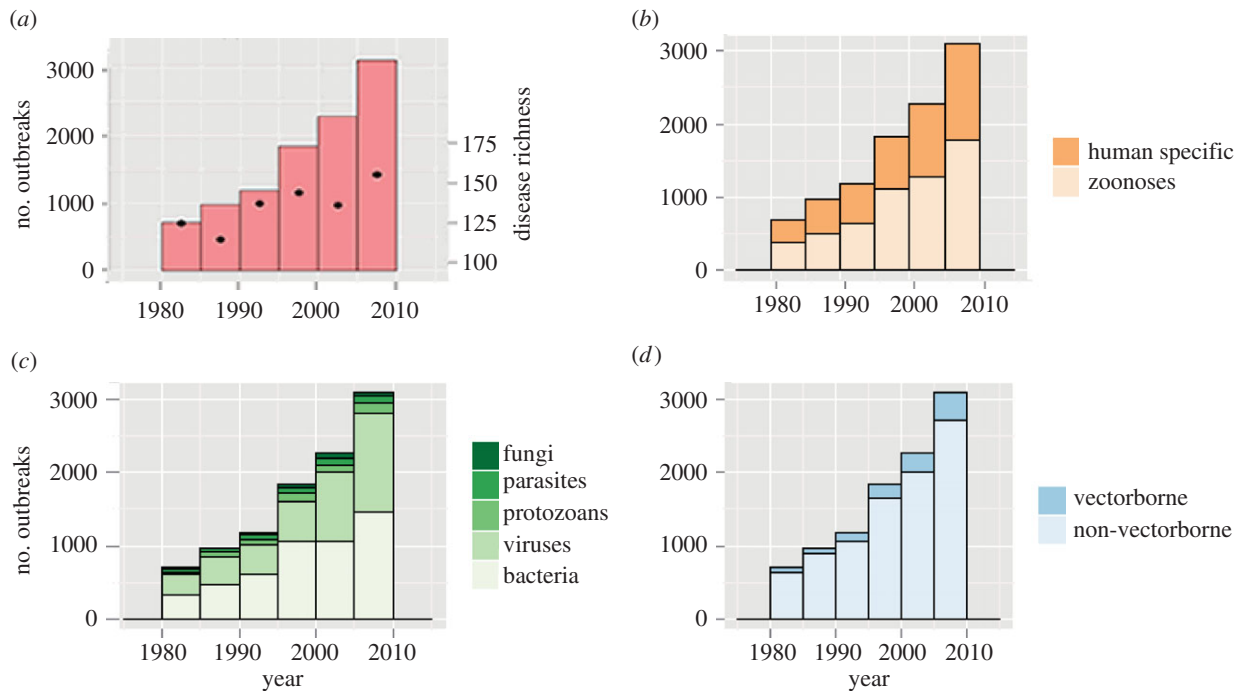 (a)
3000
2000
1000
0
no. outbreaks
175
150
125
100
disease richness
1980 1990 2000 2010
(b)
3000
2000
1000
0
1980 1990 2000 2010
human specific
zoonoses
(c)
3000
2000
1000
0
no. outbreaks
1980 1990 2000 2010
year
fungi
parasites
protozoans
viruses
bacteria
(d)
3000
2000
1000
0
1980 1990 2000 2010
year
vectorborne
non-vectorborne